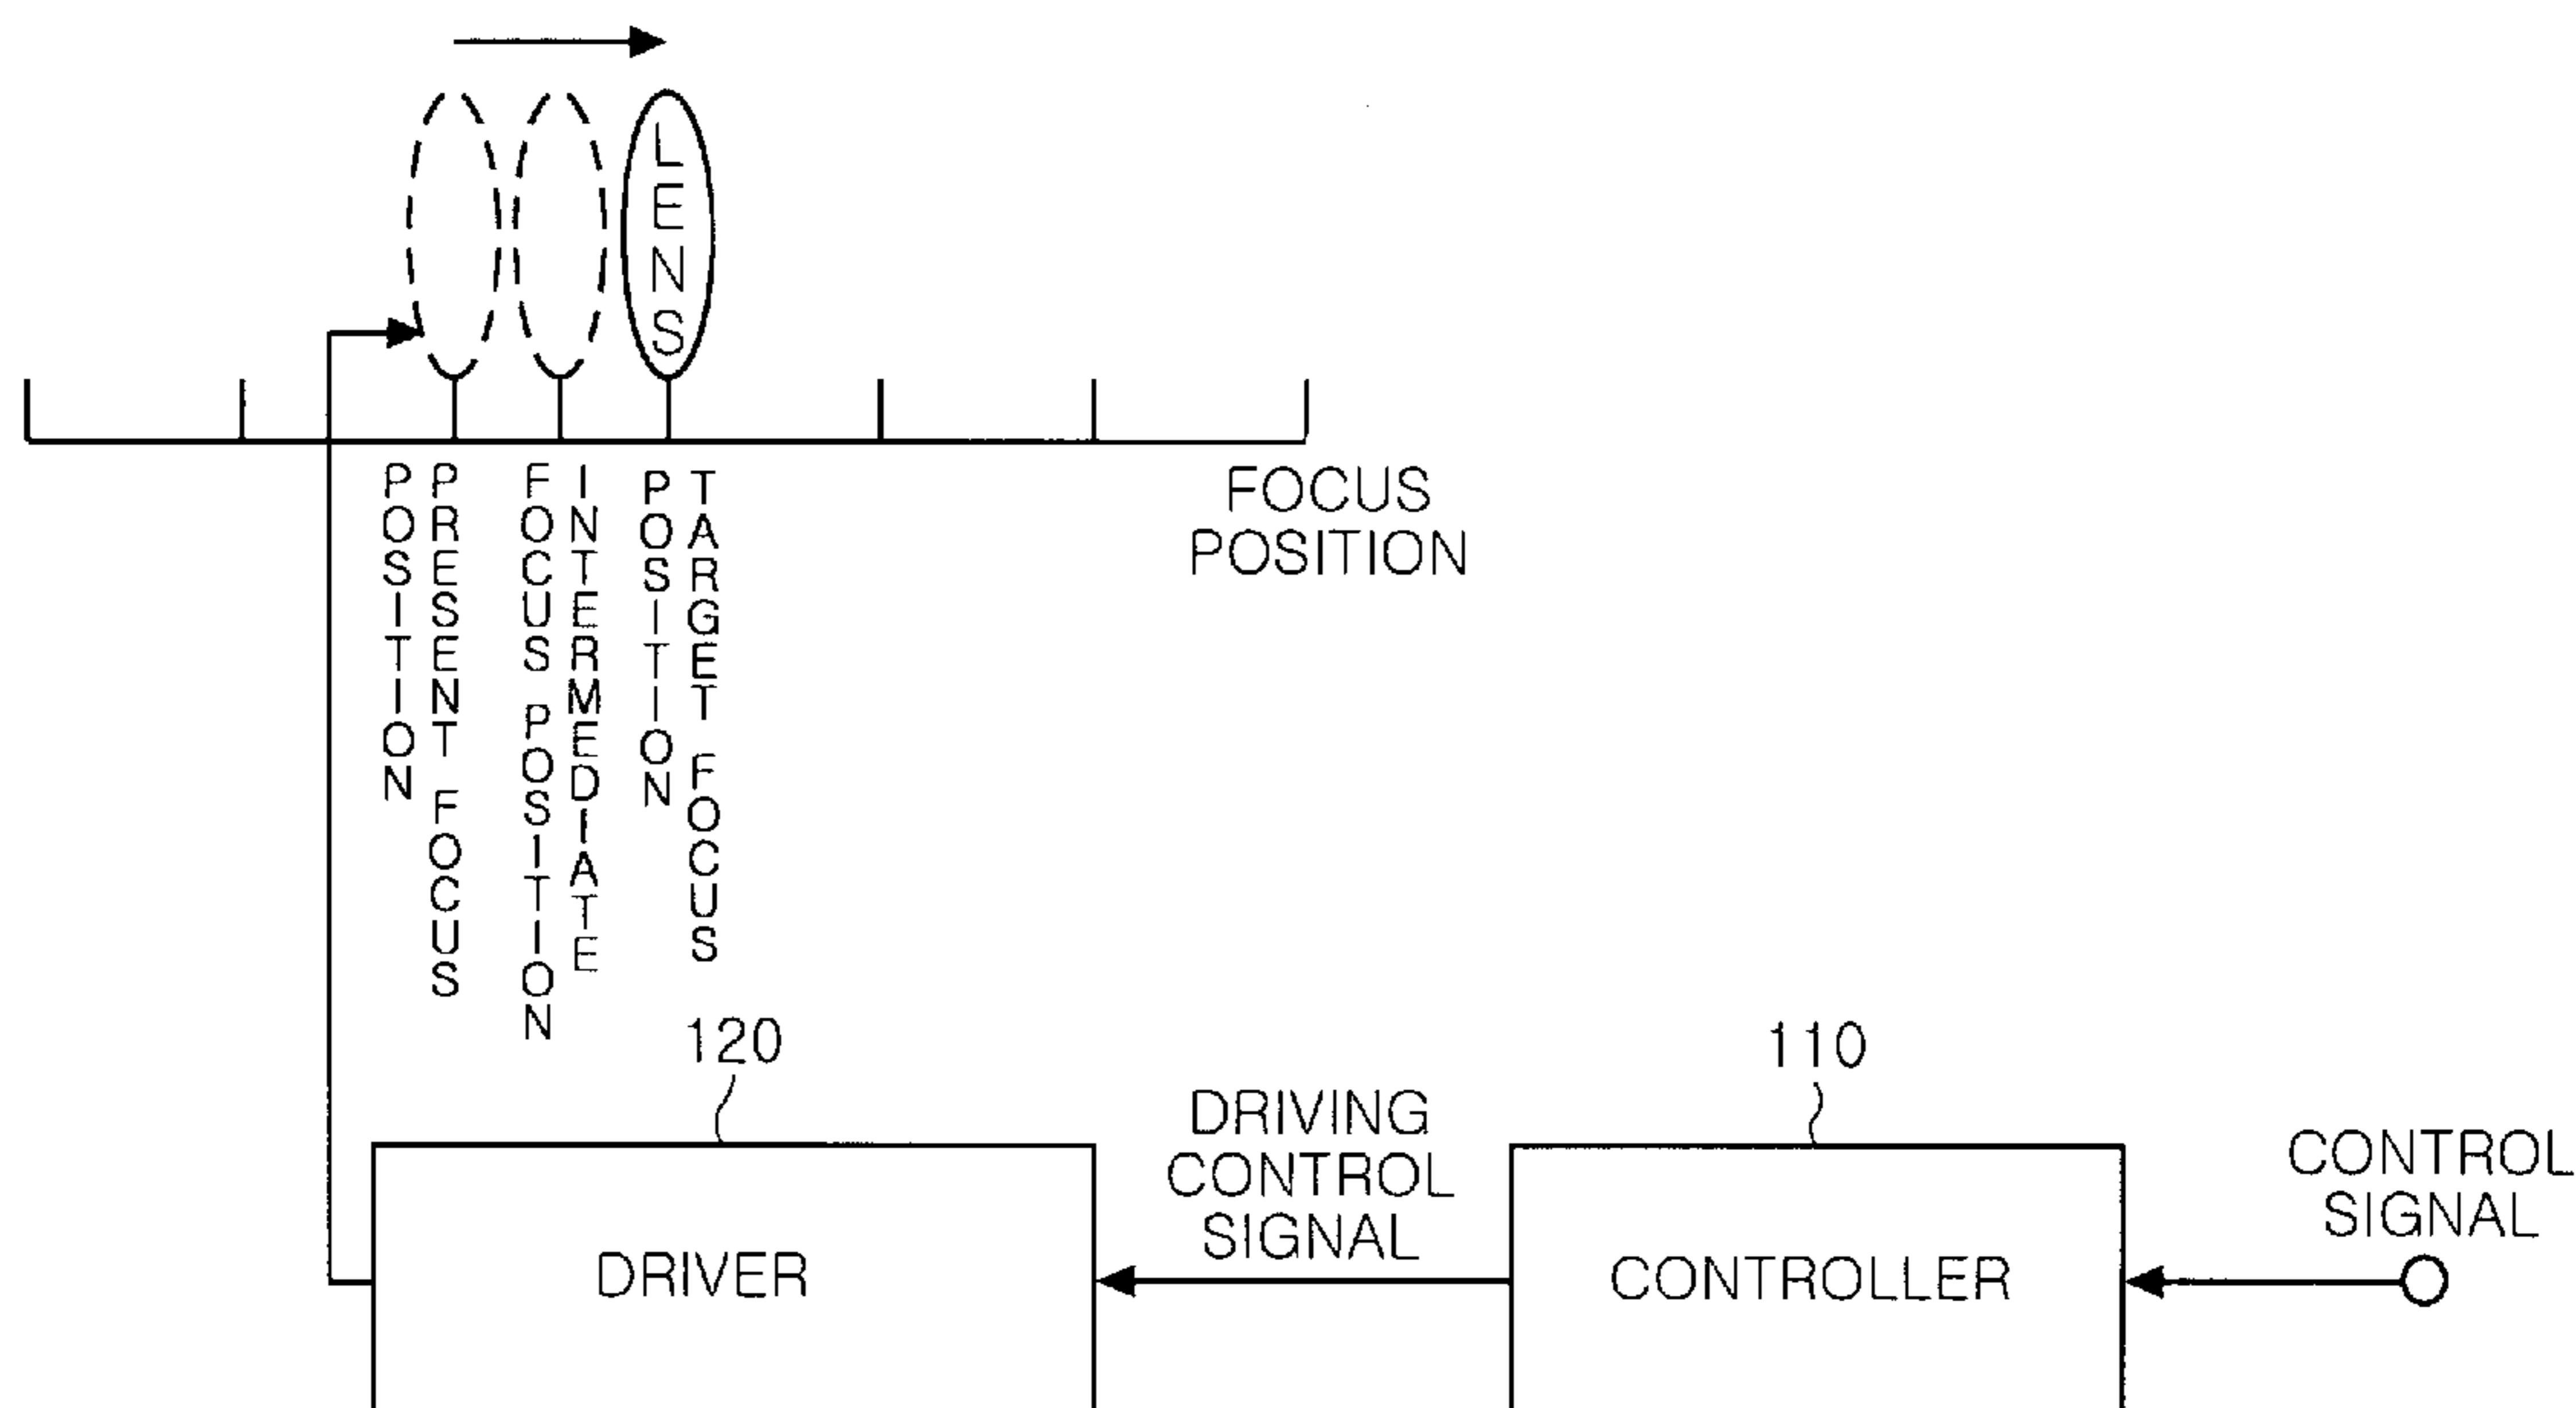 LENS
PRESENT FOCUS
POSITION
INTERMEDIATE
FOCUS POSITION
TARGET FOCUS
POSITION
FOCUS
POSITION
120
110
DRIVING
CONTROL
SIGNAL
CONTROL
SIGNAL
DRIVER
CONTROLLER